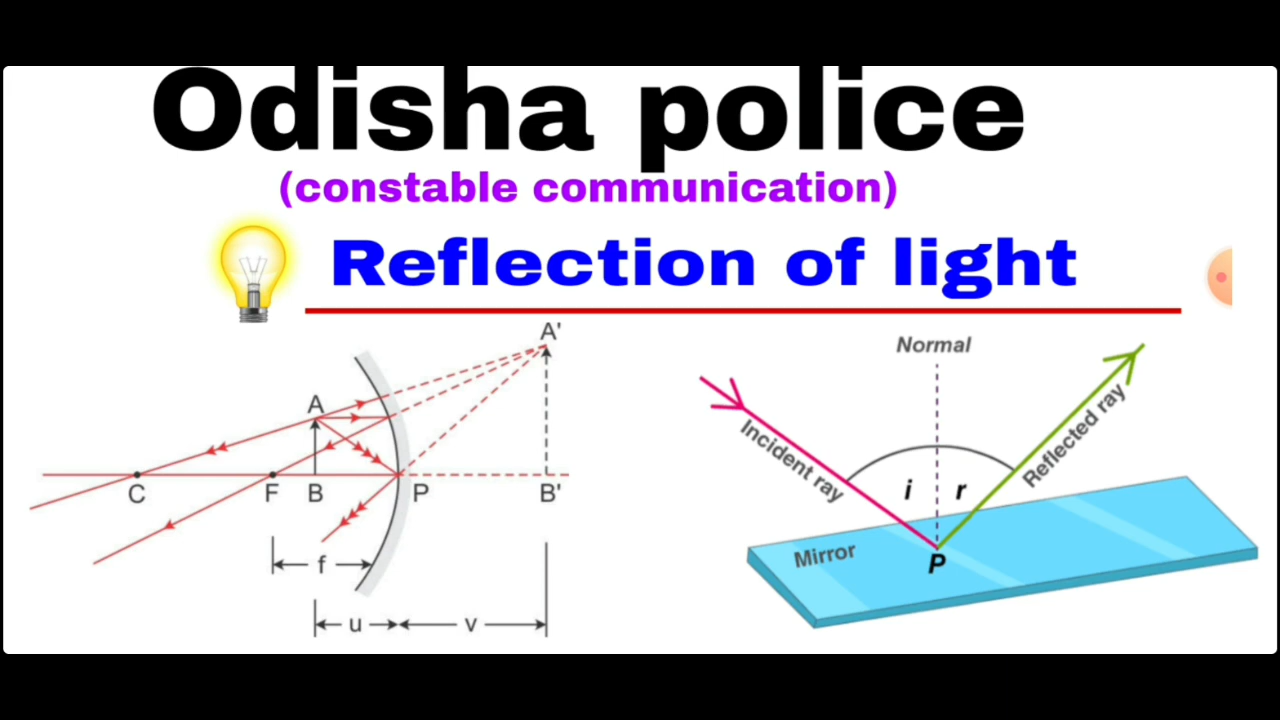 Odisha police
(constable communication)
Reflection of light
A'
A
C F B P B'
f
u v
Normal
Incident ray
Reflected ray
i r
Mirror
P